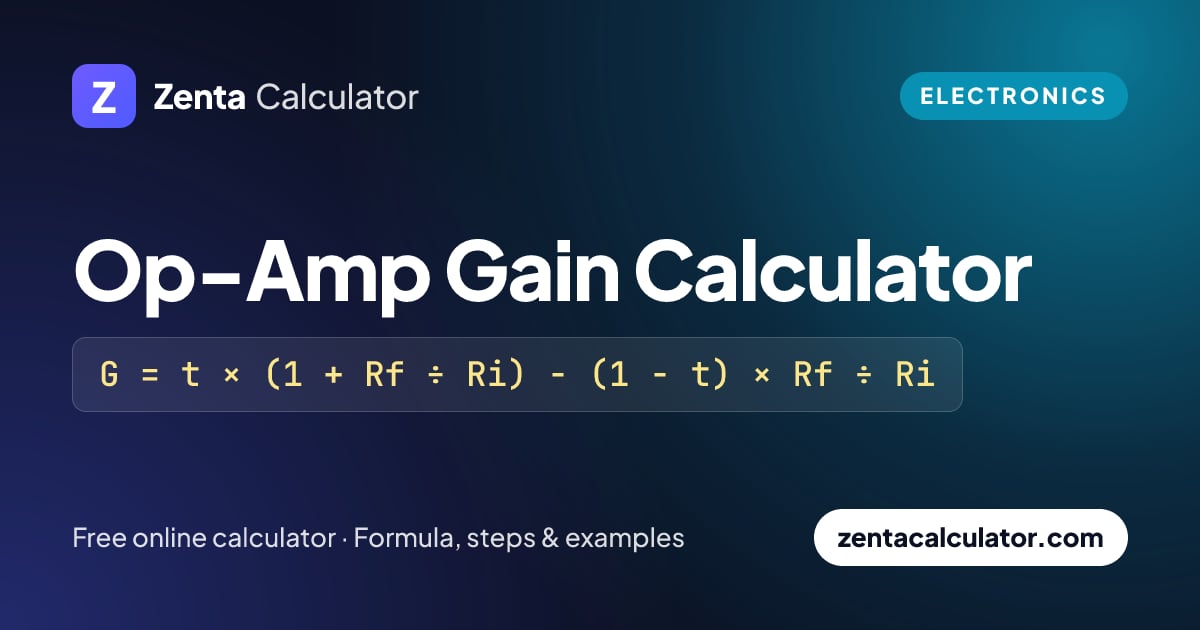 Z
Zenta Calculator
ELECTRONICS
Op-Amp Gain Calculator
G = t × (1 + Rf ÷ Ri) - (1 - t) × Rf ÷ Ri
Free online calculator · Formula, steps & examples
zentacalculator.com